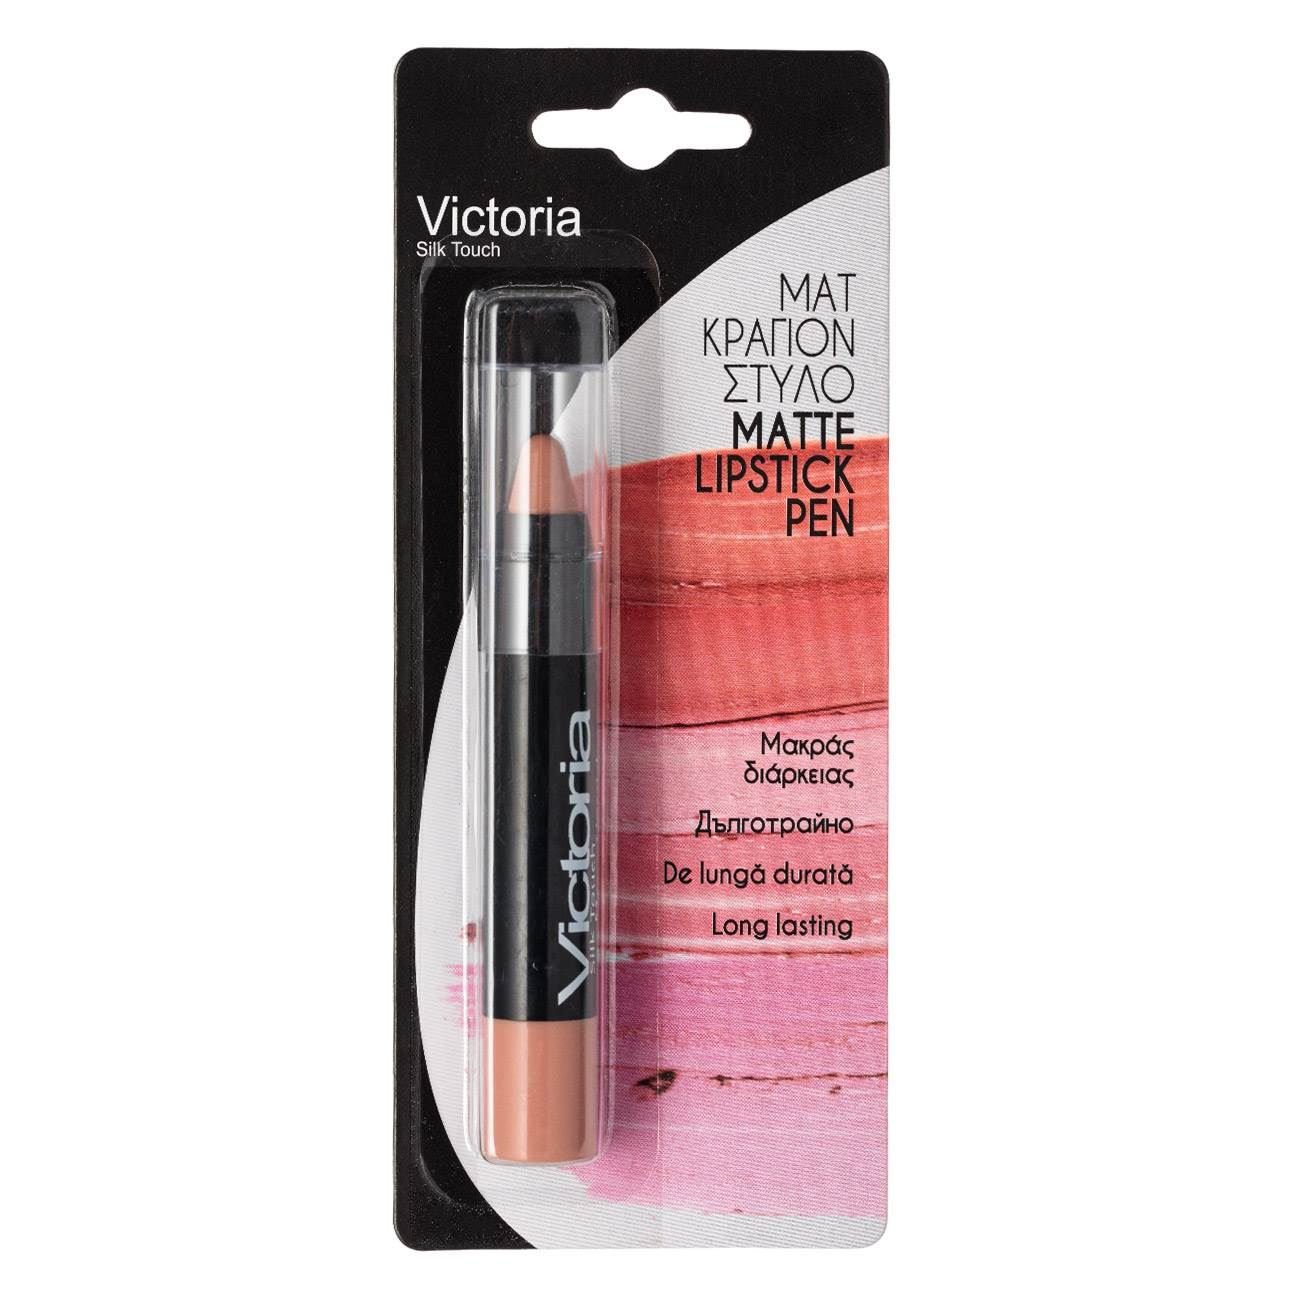 Victoria
Silk Touch
ΜΑΤ
ΚΡΑΓΙΟΝ
ΣΤΥΛΟ
MATTE
LIPSTICK
PEN
Μακράς
διάρκειας
Дълготрайно
De lungă durată
Long lasting
Victoria
Silk Touch